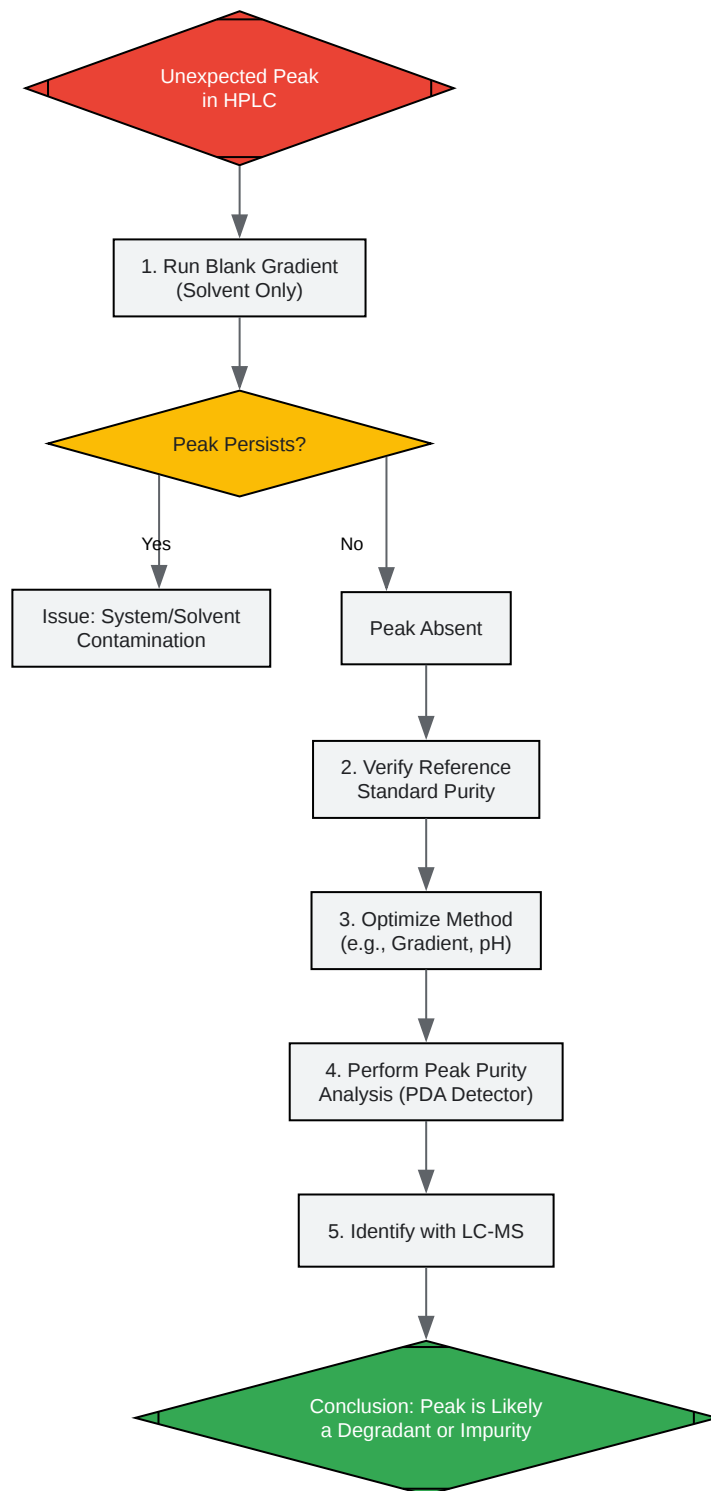 Unexpected Peak
in HPLC
1. Run Blank Gradient
(Solvent Only)
Peak Persists?
Yes
No
Issue: System/Solvent
Contamination
Peak Absent
2. Verify Reference
Standard Purity
3. Optimize Method
(e.g., Gradient, pH)
4. Perform Peak Purity
Analysis (PDA Detector)
5. Identify with LC-MS
Conclusion: Peak is Likely
a Degradant or Impurity